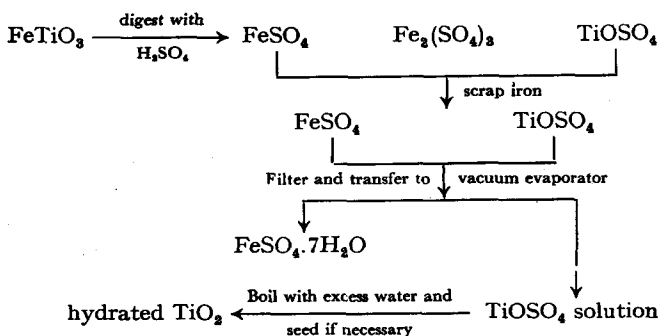 digest with
FeTiO₃ FeSO₄ Fe₂(SO₄)₃ TiOSO₄
H₂SO₄
scrap iron
FeSO₄ TiOSO₄
Filter and transfer to vacuum evaporator
FeSO₄.7H₂O
hydrated TiO₂ Boil with excess water and TiOSO₄ solution
seed if necessary